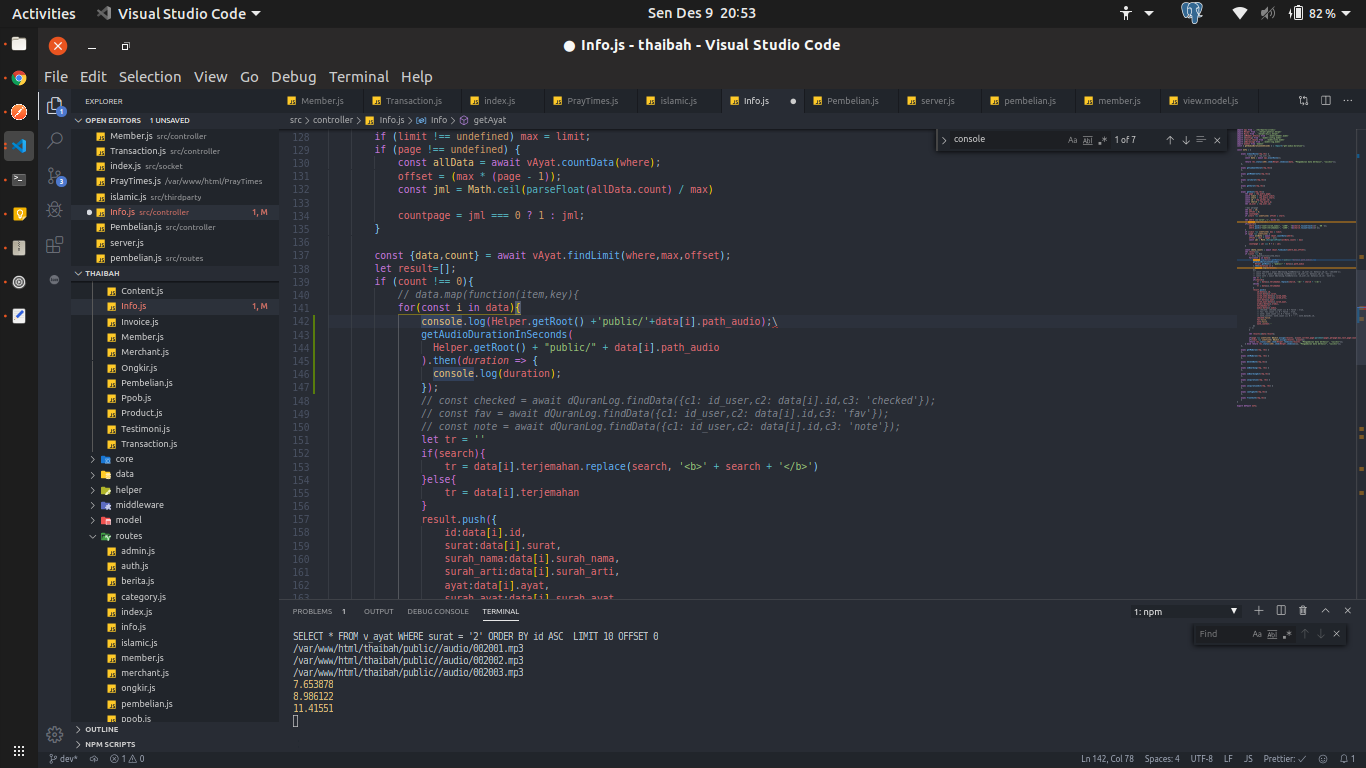 Activities
Visual Studio Code
Sen Des 9 20:53
82 %
● Info.js - thaibah - Visual Studio Code
File Edit Selection View Go Debug Terminal Help
EXPLORER
OPEN EDITORS 1 UNSAVED
Member.js src/controller
Transaction.js src/controller
index.js src/socket
PrayTimes.js /var/www/html/PrayTimes
islamic.js src/thirdparty
Info.js src/controller 1, M
Pembelian.js src/controller
server.js
pembelian.js src/routes
THAIBAH
Content.js
Info.js 1, M
Invoice.js
Member.js
Merchant.js
Ongkir.js
Pembelian.js
Ppob.js
Product.js
Testimoni.js
Transaction.js
core
data
helper
middleware
model
routes
admin.js
auth.js
berita.js
category.js
index.js
info.js
islamic.js
member.js
merchant.js
ongkir.js
pembelian.js
ppob.js
OUTLINE
NPM SCRIPTS
Member.js Transaction.js index.js PrayTimes.js islamic.js Info.js Pembelian.js server.js pembelian.js member.js view.model.js
src > controller > Info.js > Info > getAyat
console Aa Abl .* 1 of 7
128 if (limit !== undefined) max = limit;
129 if (page !== undefined) {
130 const allData = await vAyat.countData(where);
131 offset = (max * (page - 1));
132 const jml = Math.ceil(parseFloat(allData.count) / max)
133
134 countpage = jml === 0 ? 1 : jml;
135 }
136
137 const {data,count} = await vAyat.findLimit(where,max,offset);
138 let result=[];
139 if (count !== 0){
140 // data.map(function(item,key){
141 for(const i in data){
142 console.log(Helper.getRoot() +'public/'+data[i].path_audio);\
143 getAudioDurationInSeconds(
144 Helper.getRoot() + "public/" + data[i].path_audio
145 ).then(duration => {
146 console.log(duration);
147 });
148 // const checked = await dQuranLog.findData({c1: id_user,c2: data[i].id,c3: 'checked'});
149 // const fav = await dQuranLog.findData({c1: id_user,c2: data[i].id,c3: 'fav'});
150 // const note = await dQuranLog.findData({c1: id_user,c2: data[i].id,c3: 'note'});
151 let tr = ''
152 if(search){
153 tr = data[i].terjemahan.replace(search, '<b>' + search + '</b>')
154 }else{
155 tr = data[i].terjemahan
156 }
157 result.push({
158 id:data[i].id,
159 surat:data[i].surat,
160 surah_nama:data[i].surah_nama,
161 surah_arti:data[i].surah_arti,
162 ayat:data[i].ayat,
surah_ayat:data[i].surah_ayat
PROBLEMS 1 OUTPUT DEBUG CONSOLE TERMINAL
1: npm
Find Aa Abl .*
SELECT * FROM v_ayat WHERE surat = '2' ORDER BY id ASC LIMIT 10 OFFSET 0
/var/www/html/thaibah/public//audio/002001.mp3
/var/www/html/thaibah/public//audio/002002.mp3
/var/www/html/thaibah/public//audio/002003.mp3
7.653878
8.986122
11.41551
dev* 1 0
Ln 142, Col 78 Spaces: 4 UTF-8 LF JS Prettier: ✓ 1